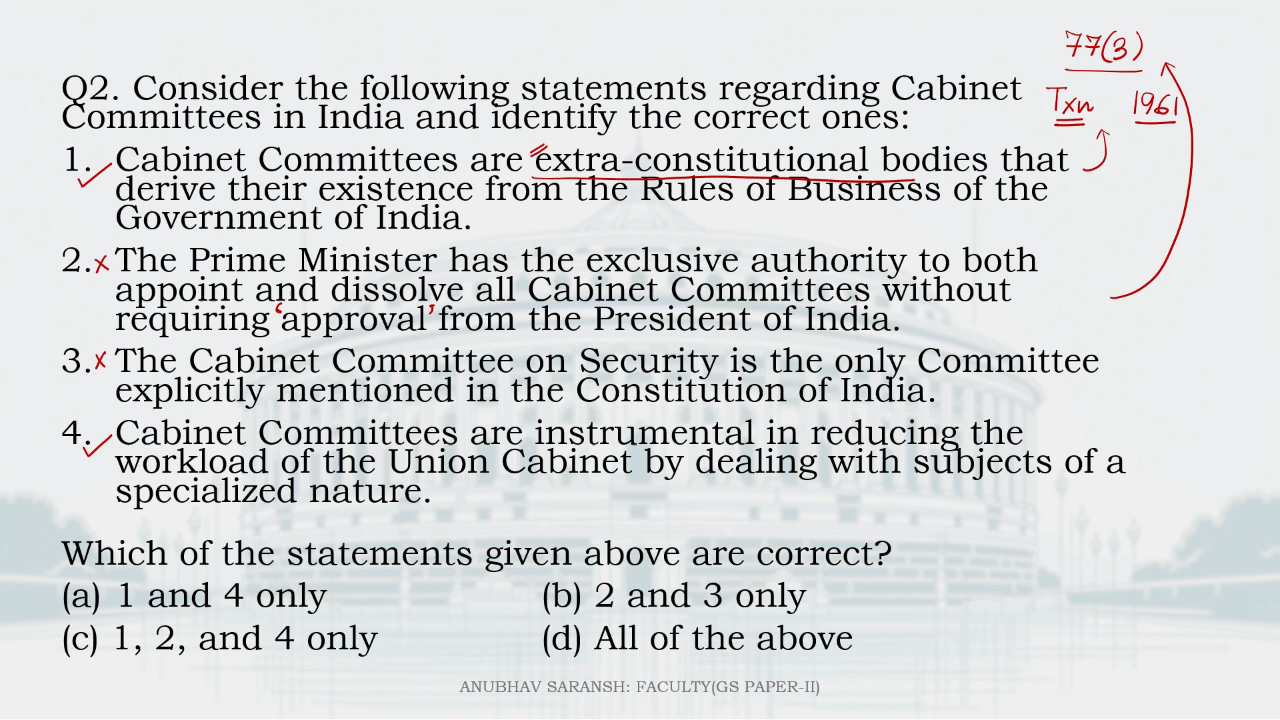 77(3)
Q2. Consider the following statements regarding Cabinet
Txn 1961
Committees in India and identify the correct ones:
1. Cabinet Committees are extra-constitutional bodies that
derive their existence from the Rules of Business of the
Government of India.
2. The Prime Minister has the exclusive authority to both
appoint and dissolve all Cabinet Committees without
requiring ‘approval’ from the President of India.
3. The Cabinet Committee on Security is the only Committee
explicitly mentioned in the Constitution of India.
4. Cabinet Committees are instrumental in reducing the
workload of the Union Cabinet by dealing with subjects of a
specialized nature.
Which of the statements given above are correct?
(a) 1 and 4 only (b) 2 and 3 only
(c) 1, 2, and 4 only (d) All of the above
ANUBHAV SARANSH: FACULTY(GS PAPER-II)